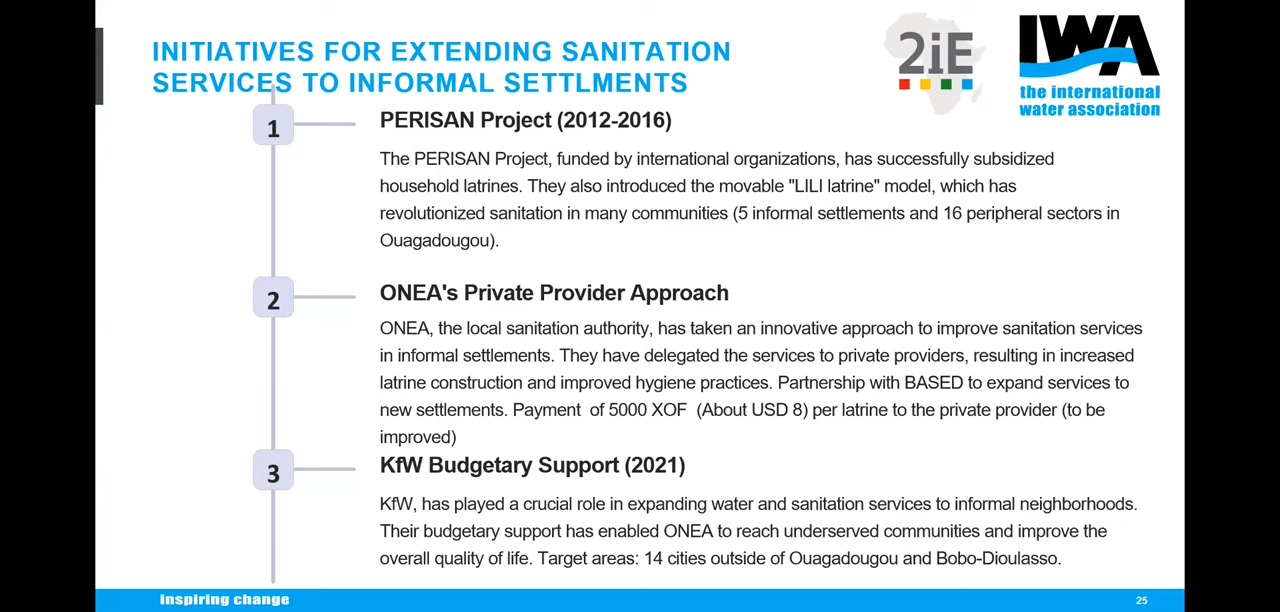 INITIATIVES FOR EXTENDING SANITATION
SERVICES TO INFORMAL SETTLMENTS
2iE
IWA
the international
water association
1
PERISAN Project (2012-2016)
The PERISAN Project, funded by international organizations, has successfully subsidized
household latrines. They also introduced the movable "LILI latrine" model, which has
revolutionized sanitation in many communities (5 informal settlements and 16 peripheral sectors in
Ouagadougou).
2
ONEA's Private Provider Approach
ONEA, the local sanitation authority, has taken an innovative approach to improve sanitation services
in informal settlements. They have delegated the services to private providers, resulting in increased
latrine construction and improved hygiene practices. Partnership with BASED to expand services to
new settlements. Payment of 5000 XOF (About USD 8) per latrine to the private provider (to be
improved)
3
KfW Budgetary Support (2021)
KfW, has played a crucial role in expanding water and sanitation services to informal neighborhoods.
Their budgetary support has enabled ONEA to reach underserved communities and improve the
overall quality of life. Target areas: 14 cities outside of Ouagadougou and Bobo-Dioulasso.
inspiring change
25